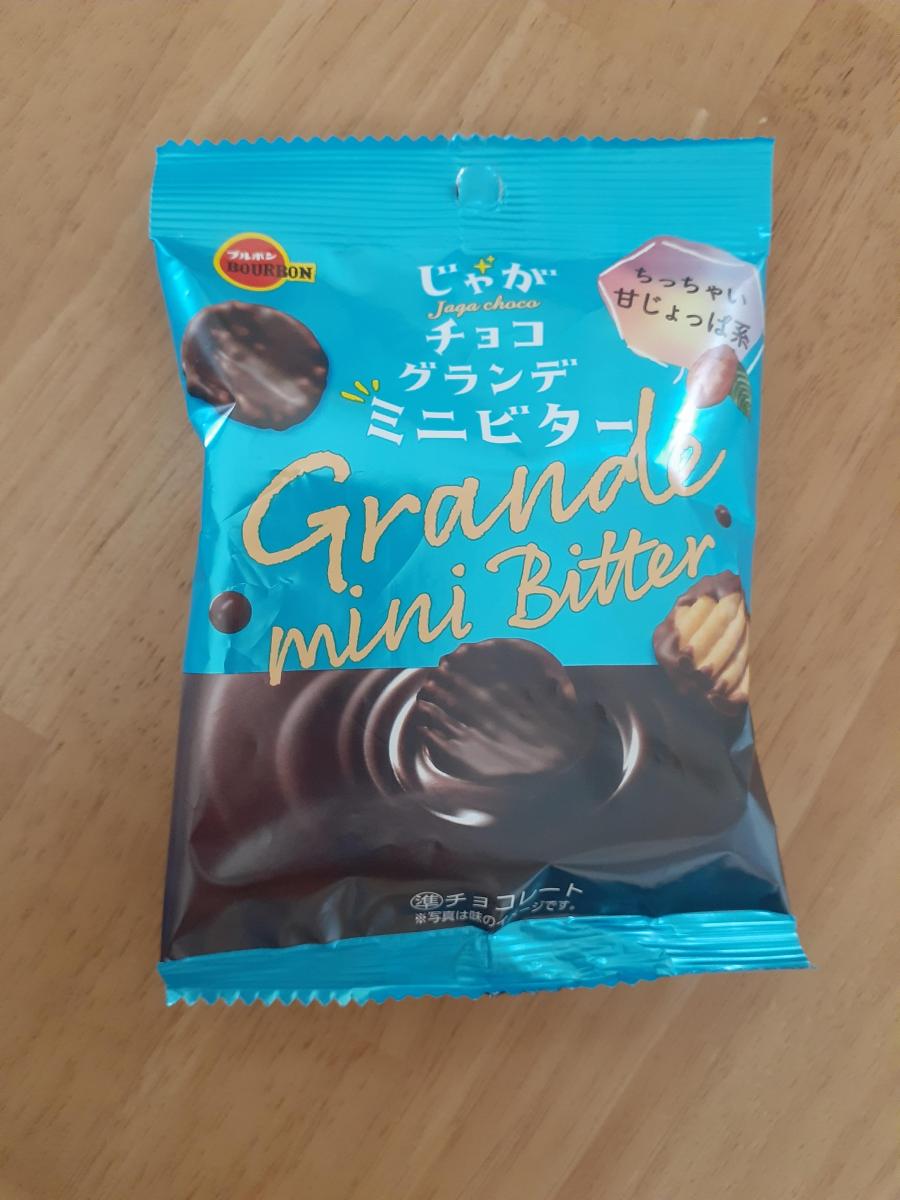 ブルボン
BOURBON
じゃが
Jaga choco
チョコ
グランデ
ミニビター
ちっちゃい
甘じょっぱ系
Grande
mini Bitter
準チョコレート
※写真は味のイメージです。